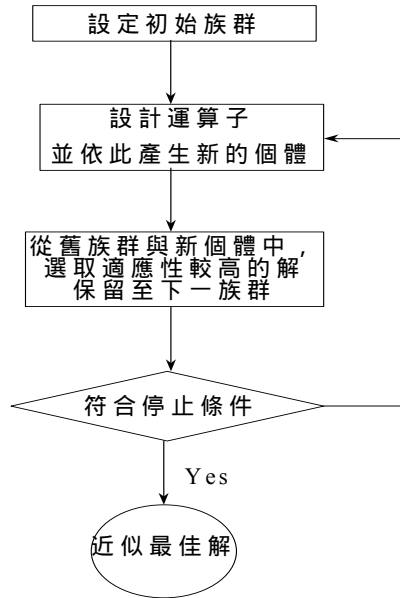 設定初始族群
設計運算子
並依此產生新的個體
從舊族群與新個體中,
選取適應性較高的解
保留至下一族群
符合停止條件
Yes
近似最佳解